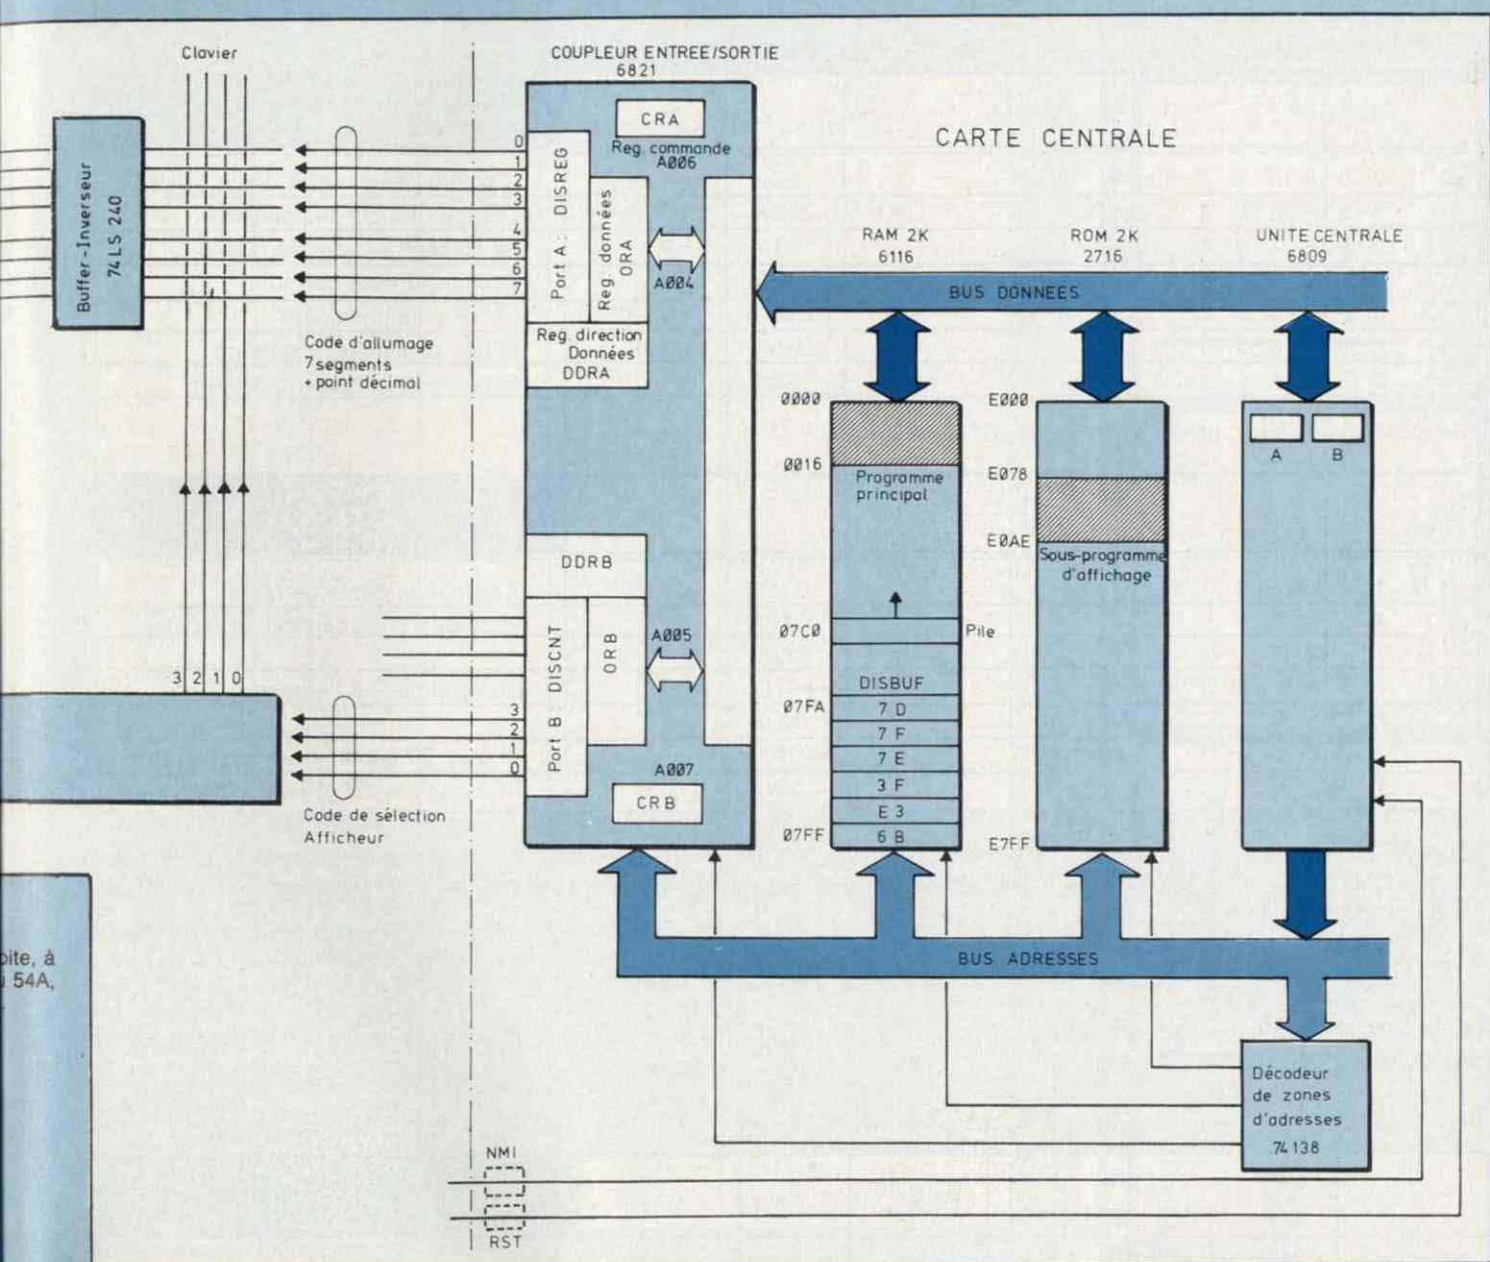 Clavier
COUPLEUR ENTREE/SORTIE
6821
CARTE CENTRALE
Buffer-Inverseur
74LS 240
CRA
Reg. commande
A006
0
1
2
3
4
5
6
7
Port A : DISREG
Reg. données
ORA
A004
Reg. direction
Données
DDRA
Code d'allumage
7 segments
+ point décimal
RAM 2K
6116
ROM 2K
2716
UNITE CENTRALE
6809
BUS DONNEES
0000
0016
Programme
principal
07C0
Pile
DISBUF
07FA
7 D
7 F
7 E
3 F
E 3
07FF
6 B
E000
E078
E0AE
Sous-programme
d'affichage
E7FF
A
B
DDRB
Port B : DISCNT
ORB
A005
3 2 1 0
3
2
1
0
A007
CRB
Code de sélection
Afficheur
BUS ADRESSES
oite, à
54A,
Décodeur
de zones
d'adresses
74138
NMI
RST